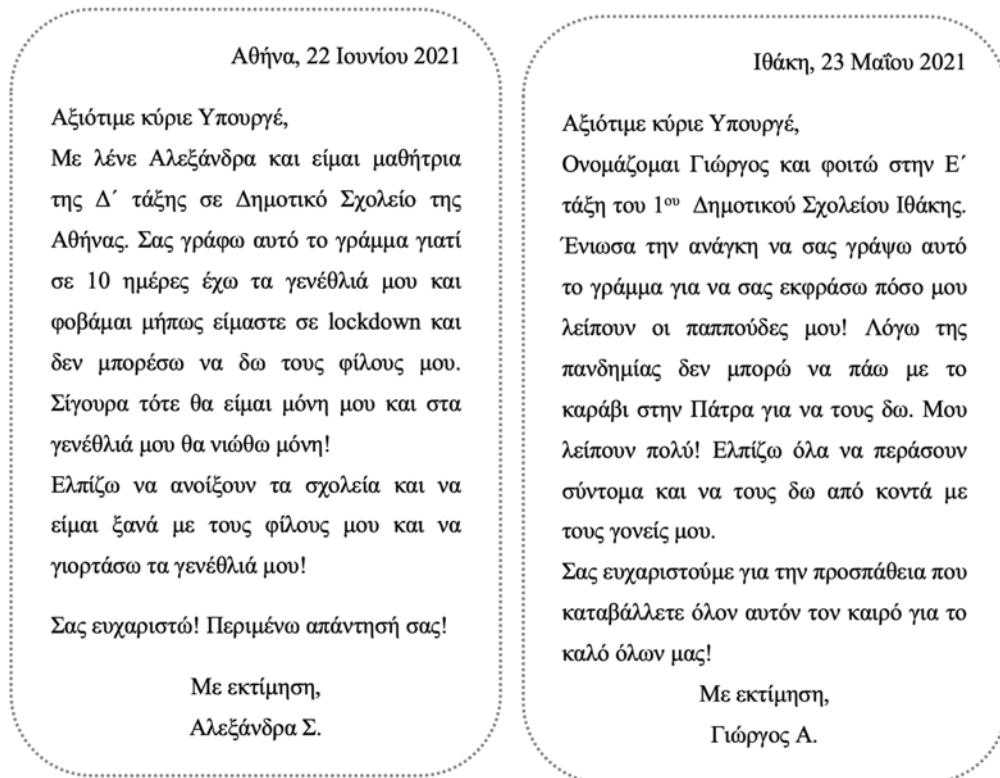 Αθήνα, 22 Ιουνίου 2021
Αξιότιμε κύριε Υπουργέ,
Με λένε Αλεξάνδρα και είμαι μαθήτρια
της Δ΄ τάξης σε Δημοτικό Σχολείο της
Αθήνας. Σας γράφω αυτό το γράμμα γιατί
σε 10 ημέρες έχω τα γενέθλιά μου και
φοβάμαι μήπως είμαστε σε lockdown και
δεν μπορέσω να δω τους φίλους μου.
Σίγουρα τότε θα είμαι μόνη μου και στα
γενέθλιά μου θα νιώθω μόνη!
Ελπίζω να ανοίξουν τα σχολεία και να
είμαι ξανά με τους φίλους μου και να
γιορτάσω τα γενέθλιά μου!
Σας ευχαριστώ! Περιμένω απάντησή σας!
Με εκτίμηση,
Αλεξάνδρα Σ.
Ιθάκη, 23 Μαΐου 2021
Αξιότιμε κύριε Υπουργέ,
Ονομάζομαι Γιώργος και φοιτώ στην Ε΄
τάξη του 1ου Δημοτικού Σχολείου Ιθάκης.
Ένιωσα την ανάγκη να σας γράψω αυτό
το γράμμα για να σας εκφράσω πόσο μου
λείπουν οι παππούδες μου! Λόγω της
πανδημίας δεν μπορώ να πάω με το
καράβι στην Πάτρα για να τους δω. Μου
λείπουν πολύ! Ελπίζω όλα να περάσουν
σύντομα και να τους δω από κοντά με
τους γονείς μου.
Σας ευχαριστούμε για την προσπάθεια που
καταβάλλετε όλον αυτόν τον καιρό για το
καλό όλων μας!
Με εκτίμηση,
Γιώργος Α.